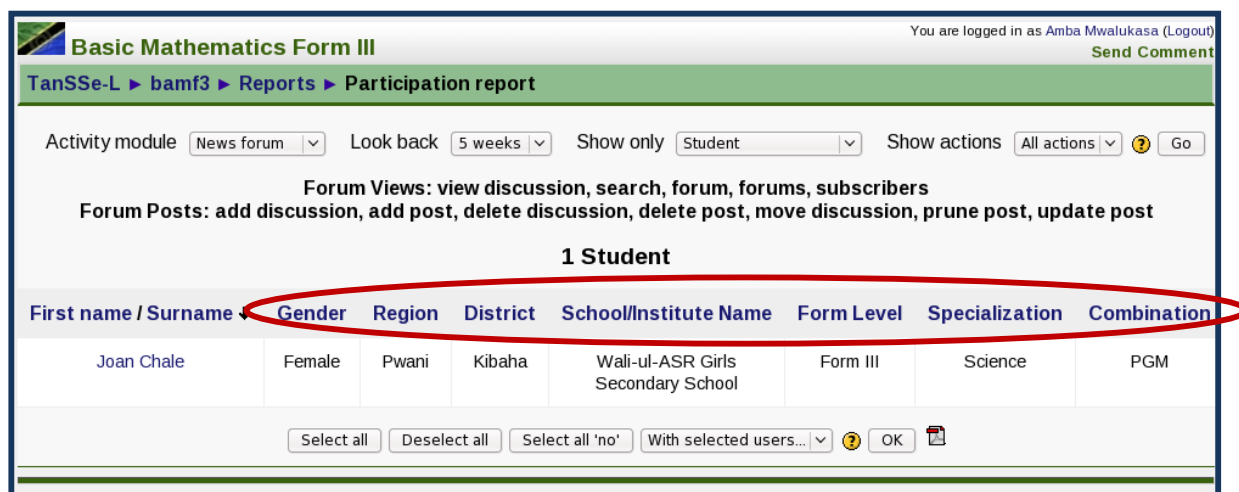 You are logged in as Amba Mwalukasa (Logout)
Basic Mathematics Form III
Send Comment
TanSSe-L ► bamf3 ► Reports ► Participation report
Activity module News forum Look back 5 weeks Show only Student Show actions All actions ? Go
Forum Views: view discussion, search, forum, forums, subscribers
Forum Posts: add discussion, add post, delete discussion, delete post, move discussion, prune post, update post
1 Student
First name / Surname ↓ Gender Region District School/Institute Name Form Level Specialization Combination
Joan Chale Female Pwani Kibaha Wali-ul-ASR Girls Form III Science PGM
Secondary School
Select all Deselect all Select all 'no' With selected users... ? OK